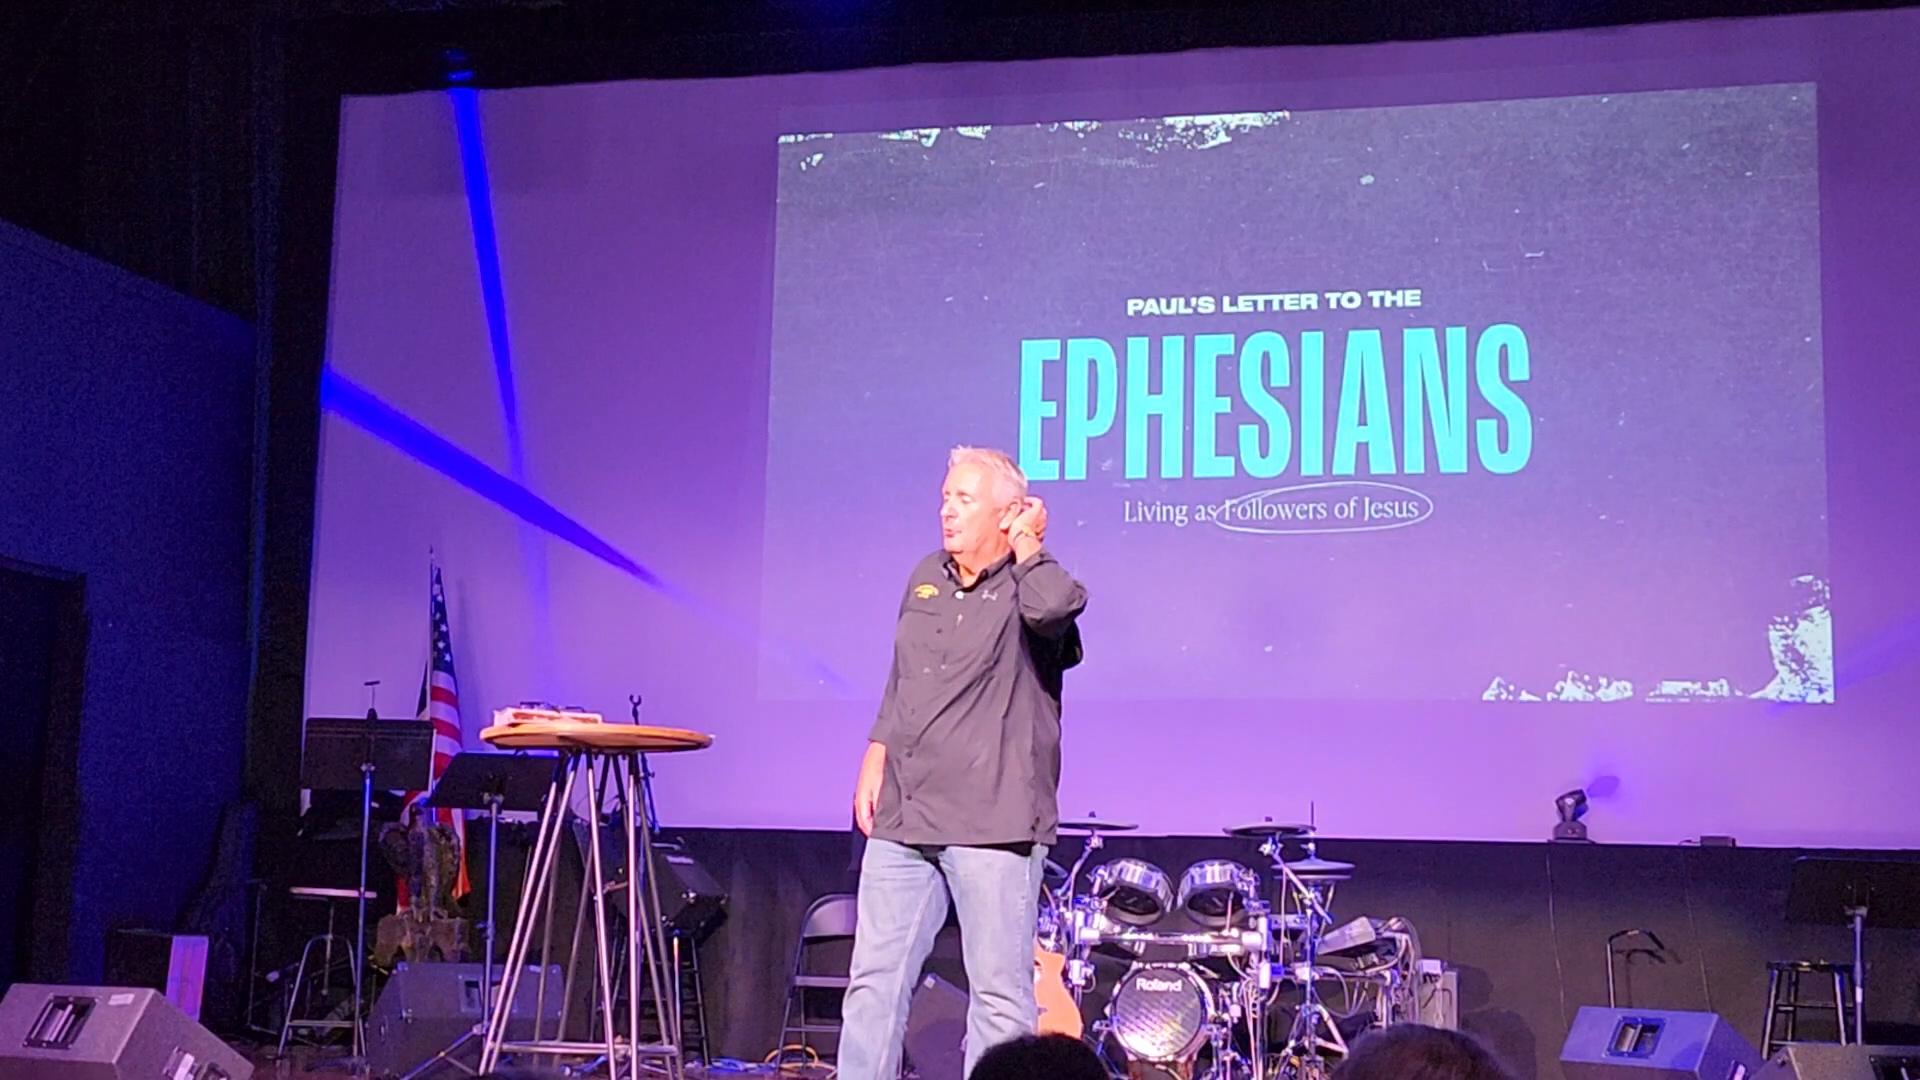 PAUL'S LETTER TO THE
EPHESIANS
Living as Followers of Jesus
Roland